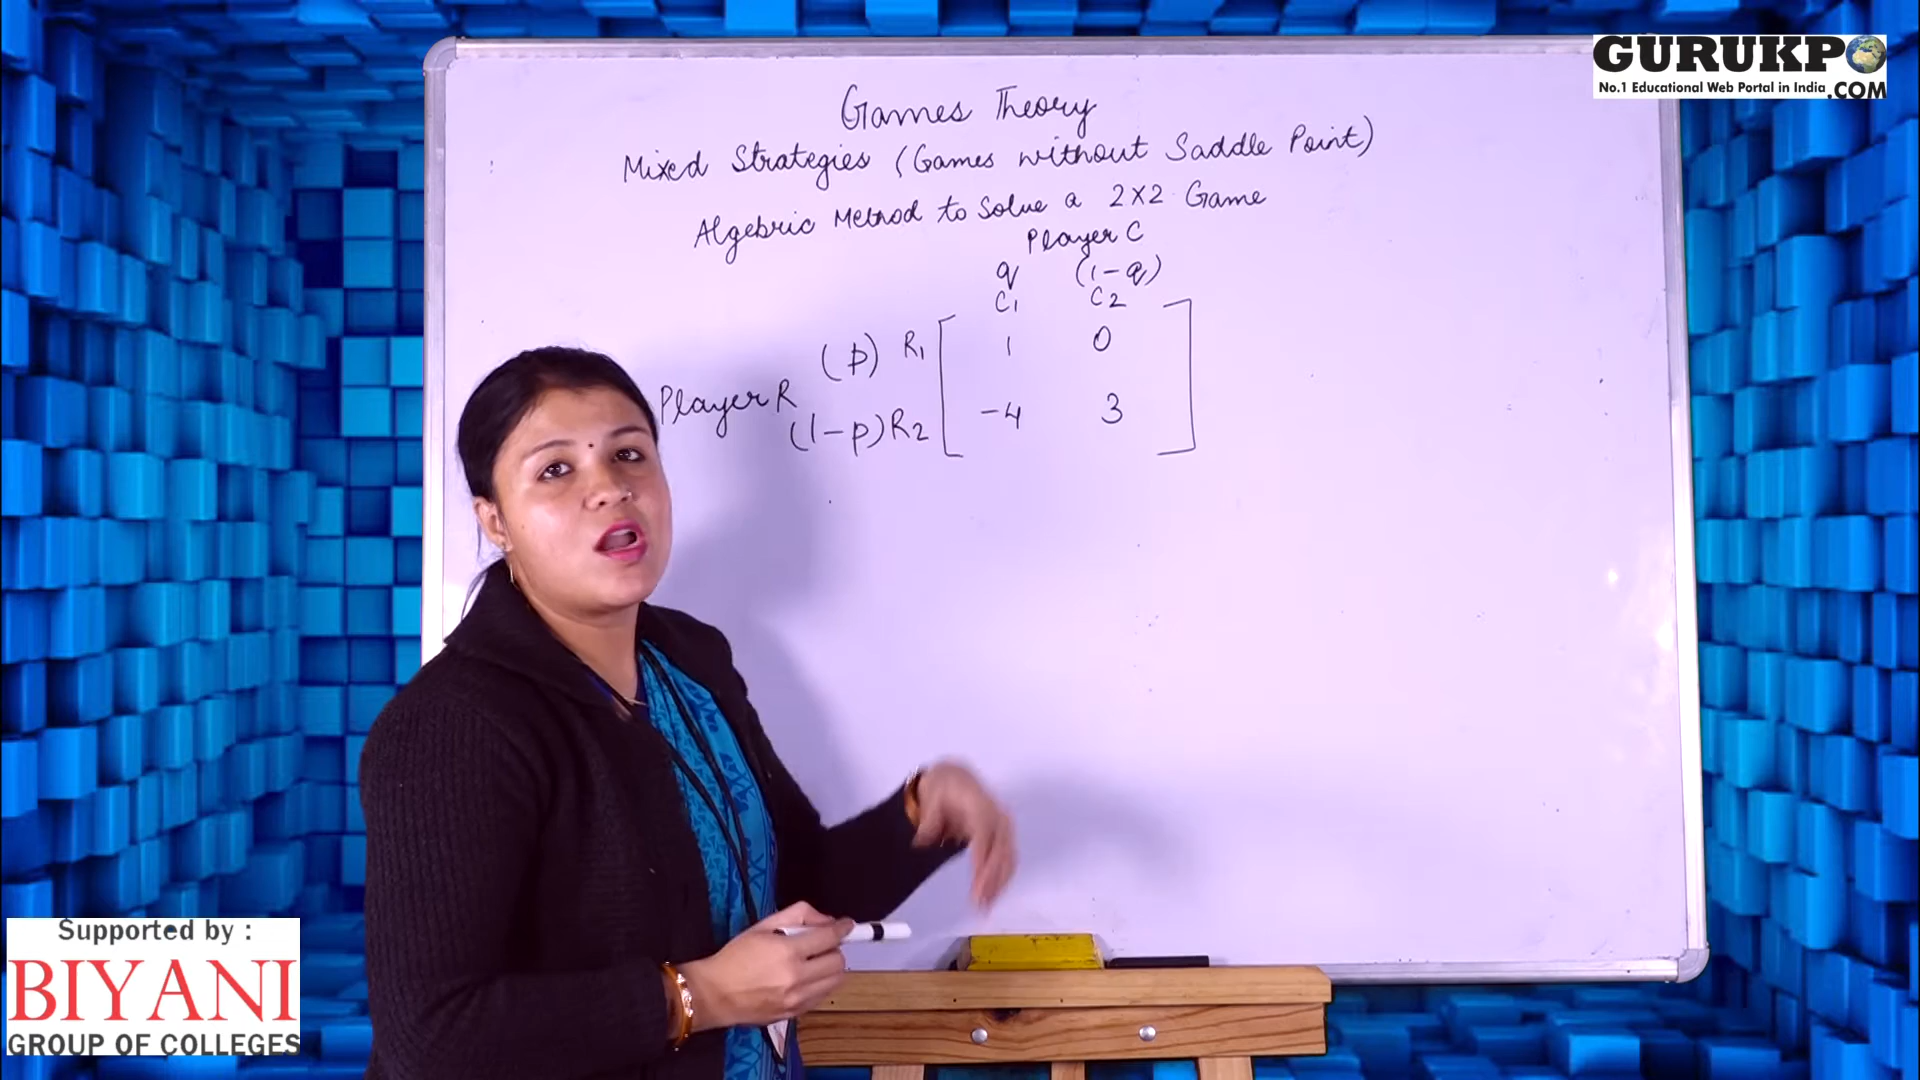 GURUKPO
No.1 Educational Web Portal in India .COM
Games Theory
Mixed Strategies (Games without Saddle Point)
Algebric Method to Solve a 2x2 Game
Player C
q (1-q)
C1 C2
(p) R1 1 0
Player R
(1-p) R2 -4 3
Supported by :
BIYANI
GROUP OF COLLEGES